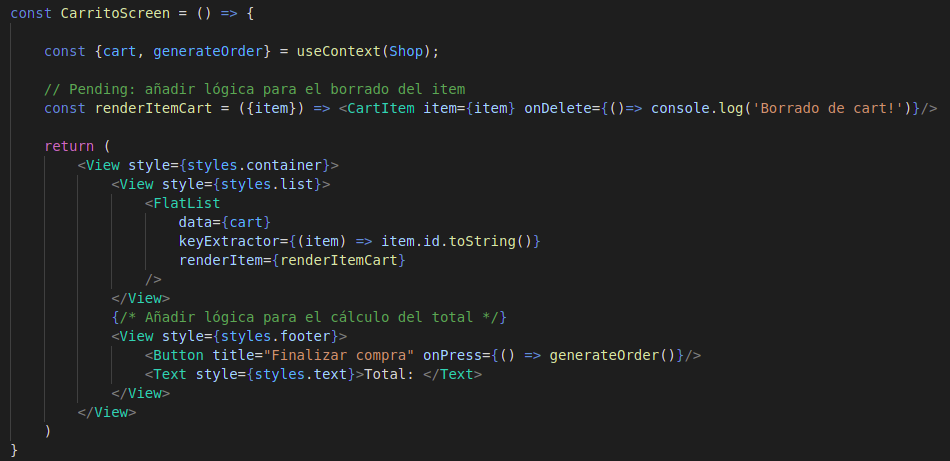 const CarritoScreen = () => {
const {cart, generateOrder} = useContext(Shop);
// Pending: añadir lógica para el borrado del item
const renderItemCart = ({item}) => <CartItem item={item} onDelete={()=> console.log('Borrado de cart!')}/>
return (
<View style={styles.container}>
<View style={styles.list}>
<FlatList
data={cart}
keyExtractor={(item) => item.id.toString()}
renderItem={renderItemCart}
/>
</View>
{/* Añadir lógica para el cálculo del total */}
<View style={styles.footer}>
<Button title="Finalizar compra" onPress={() => generateOrder()}/>
<Text style={styles.text}>Total: </Text>
</View>
</View>
)
}